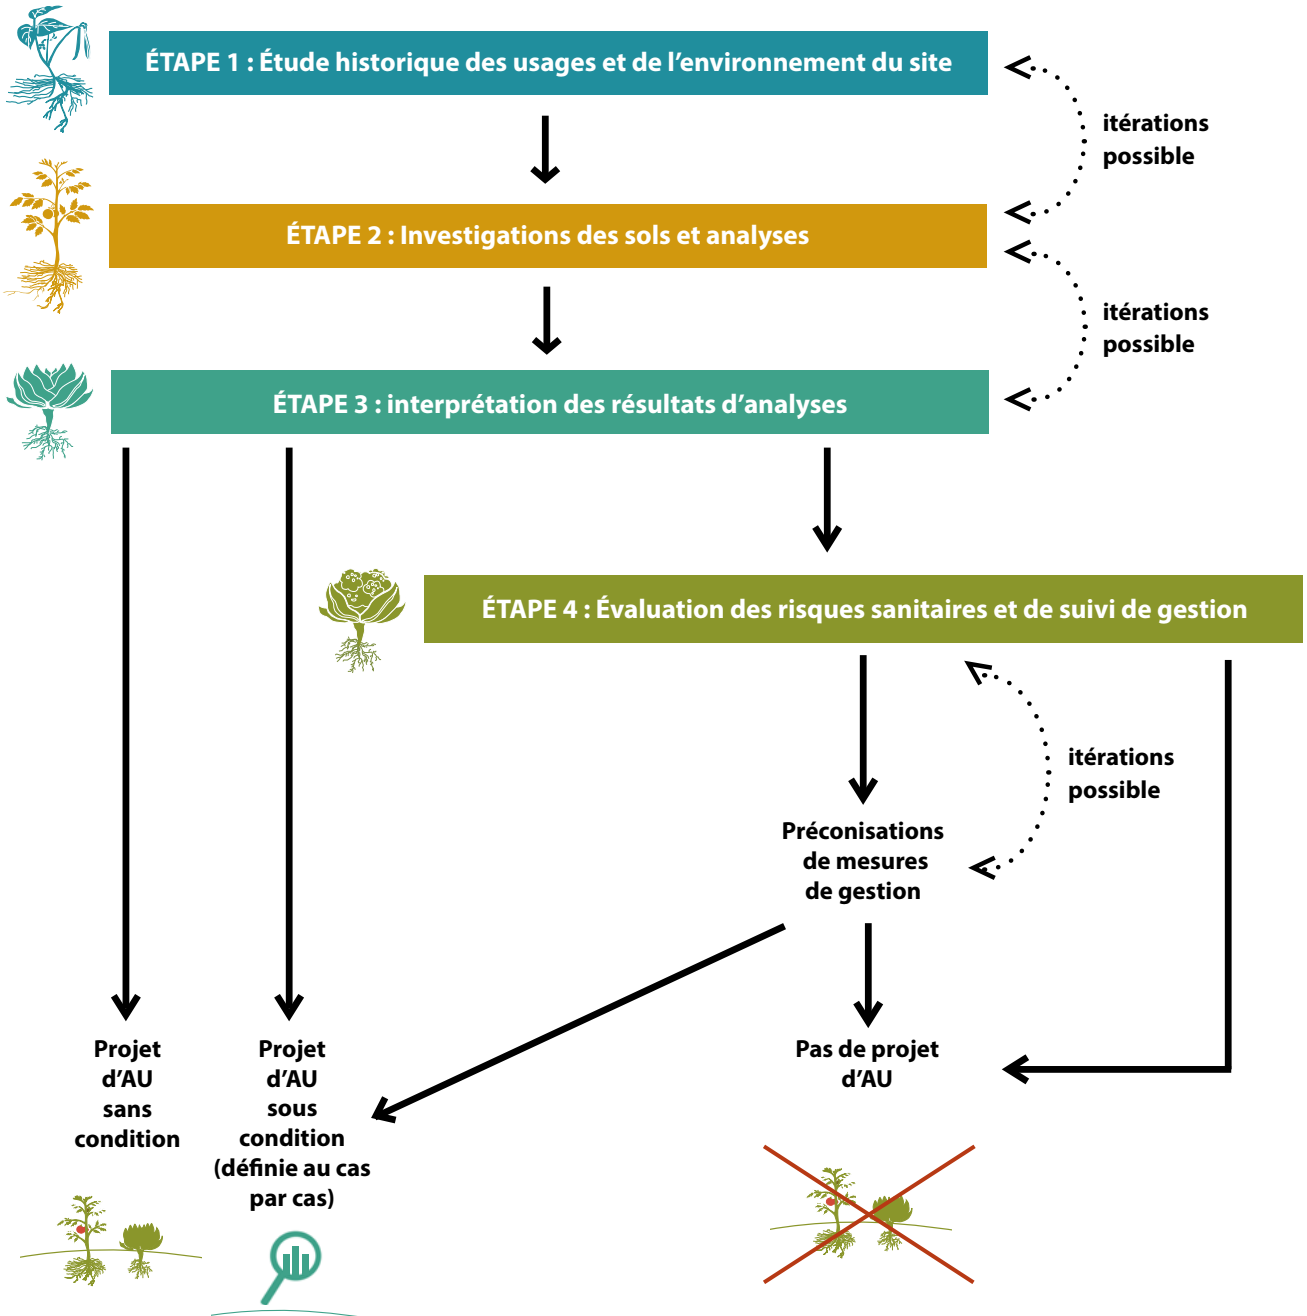 ÉTAPE 1 : Étude historique des usages et de l’environnement du site
itérations
possible
ÉTAPE 2 : Investigations des sols et analyses
itérations
possible
ÉTAPE 3 : interprétation des résultats d’analyses
ÉTAPE 4 : Évaluation des risques sanitaires et de suivi de gestion
itérations
possible
Préconisations
de mesures
de gestion
Projet
d’AU
sans
condition
Projet
d’AU
sous
condition
(définie au cas
par cas)
Pas de projet
d’AU